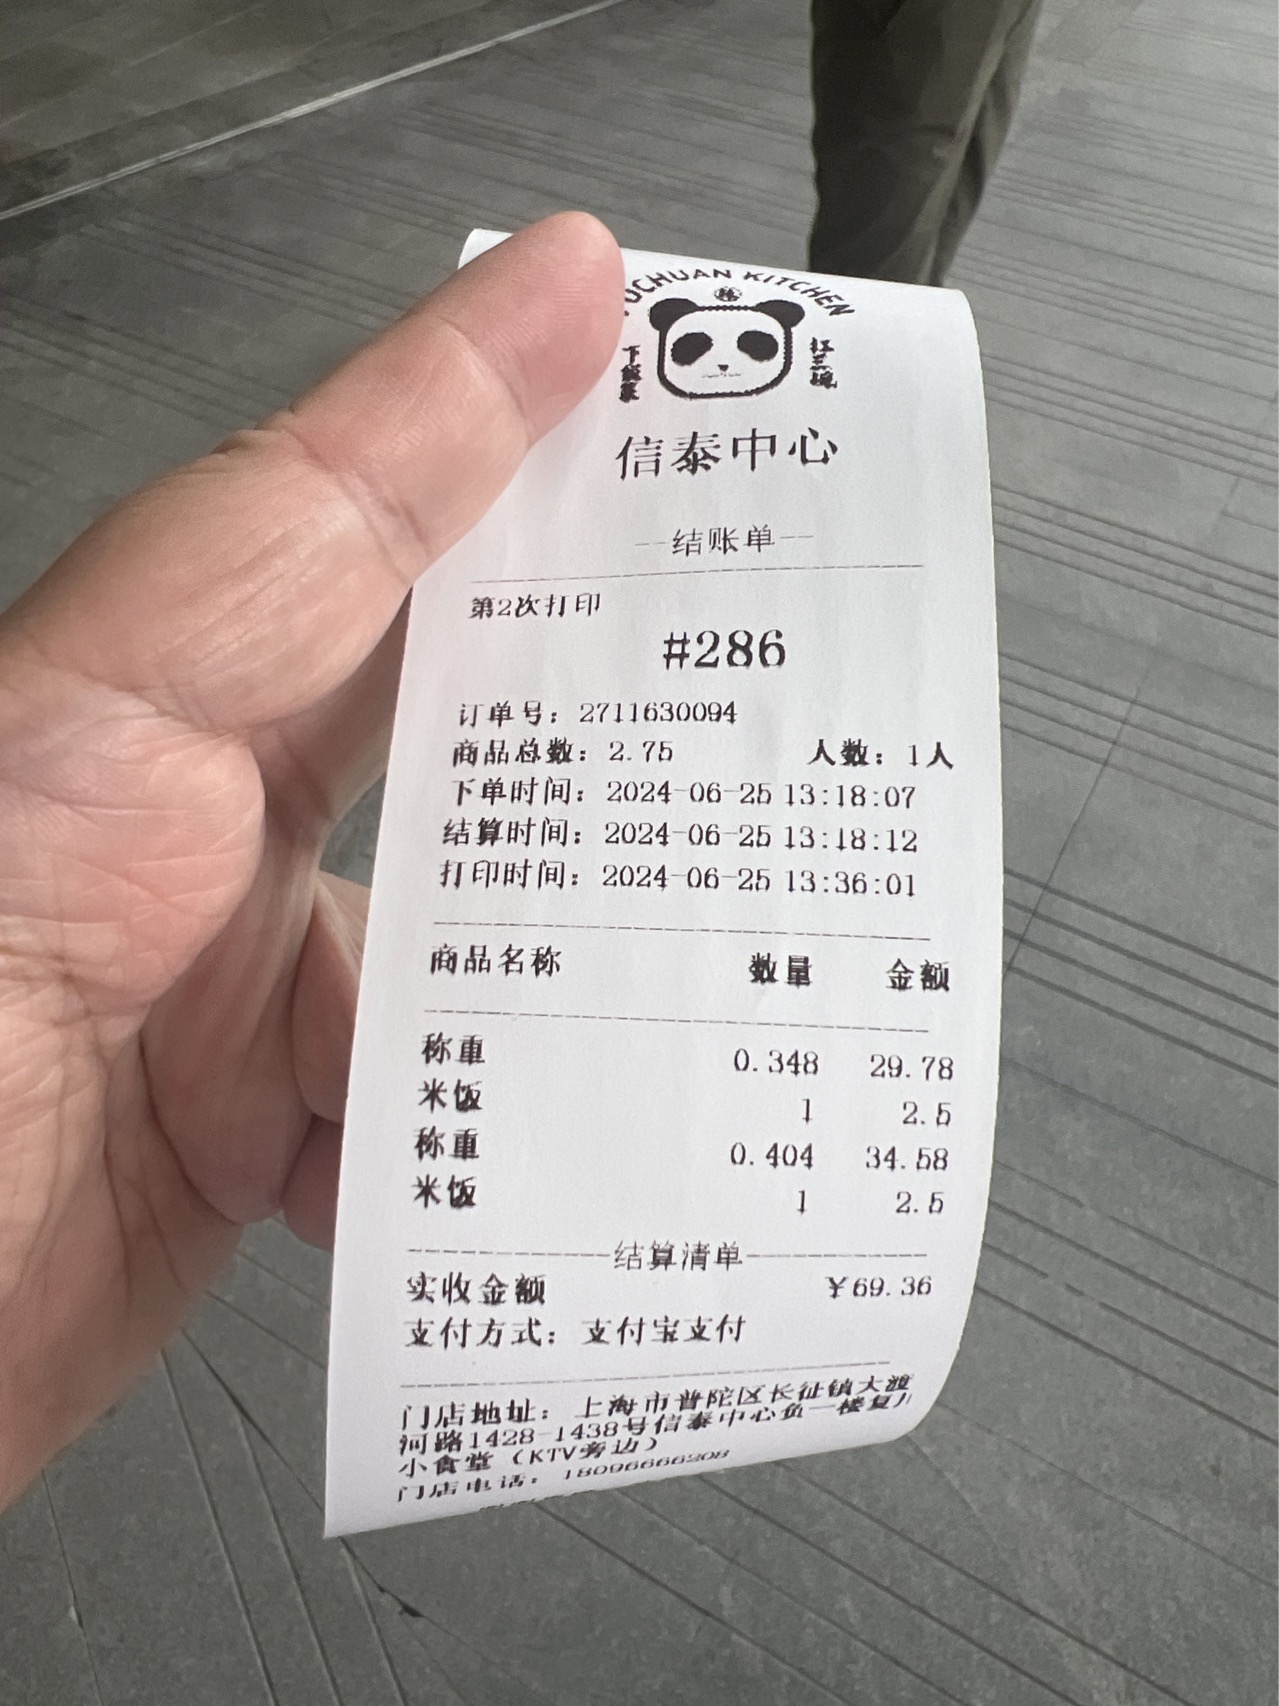 UCHUAN KITCHEN
下饭菜
扛三碗
信泰中心
--结账单--
第2次打印
#286
订单号：2711630094
商品总数：2.75 人数：1人
下单时间：2024-06-25 13:18:07
结算时间：2024-06-25 13:18:12
打印时间：2024-06-25 13:36:01
商品名称 数量 金额
称重 0.348 29.78
米饭 1 2.5
称重 0.404 34.58
米饭 1 2.5
结算清单
实收金额 ¥69.36
支付方式：支付宝支付
门店地址：上海市普陀区长征镇大渡
河路1428-1438号信泰中心负一楼复川
小食堂（KTV旁边）
门店电话：18096666208